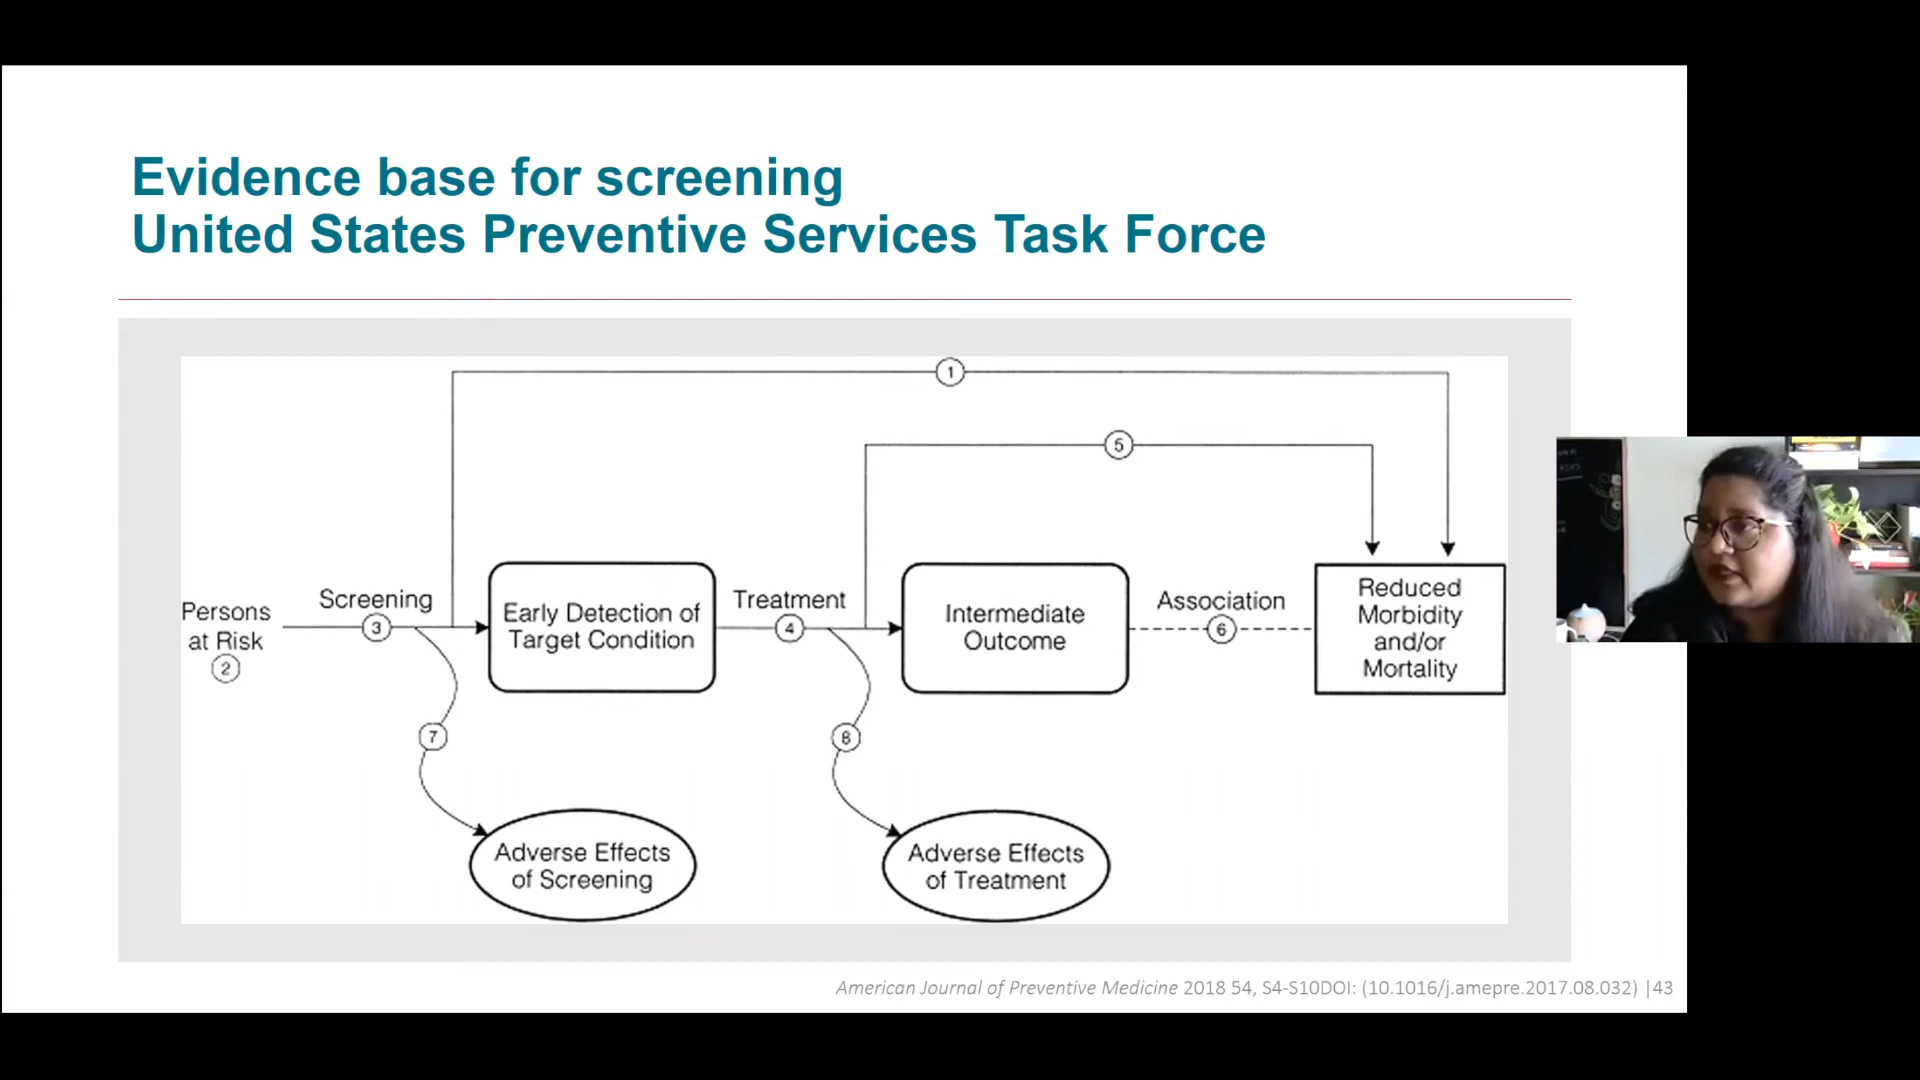 Evidence base for screening
United States Preventive Services Task Force
1
5
Screening
3
Persons
at Risk
2
Early Detection of
Target Condition
Treatment
4
Intermediate
Outcome
Association
6
Reduced
Morbidity
and/or
Mortality
7
8
Adverse Effects
of Screening
Adverse Effects
of Treatment
American Journal of Preventive Medicine 2018 54, S4-S10DOI: (10.1016/j.amepre.2017.08.032) |43